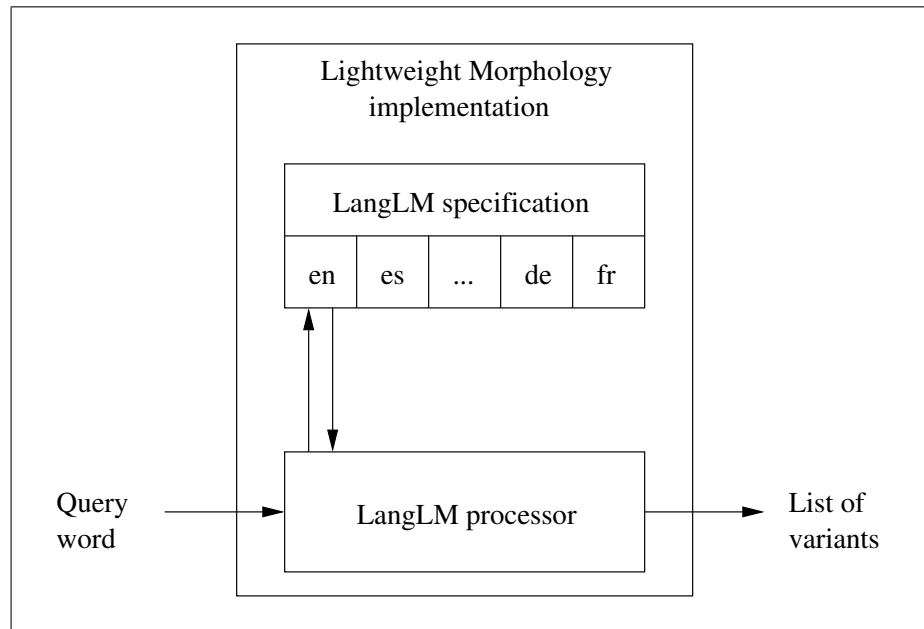 Lightweight Morphology
implementation
LangLM specification
en es ... de fr
Query
word
LangLM processor
List of
variants